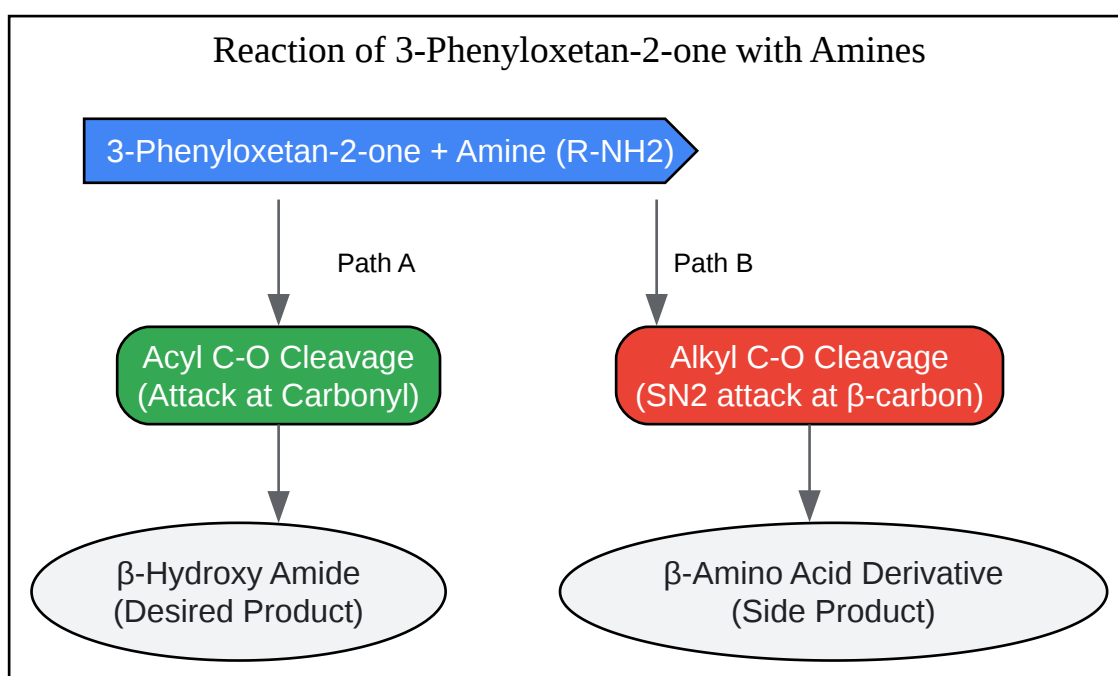 Reaction of 3-Phenyloxetan-2-one with Amines
3-Phenyloxetan-2-one + Amine (R-NH2)
Path A
Path B
Acyl C-O Cleavage
(Attack at Carbonyl)
Alkyl C-O Cleavage
(SN2 attack at β-carbon)
β-Hydroxy Amide
(Desired Product)
β-Amino Acid Derivative
(Side Product)